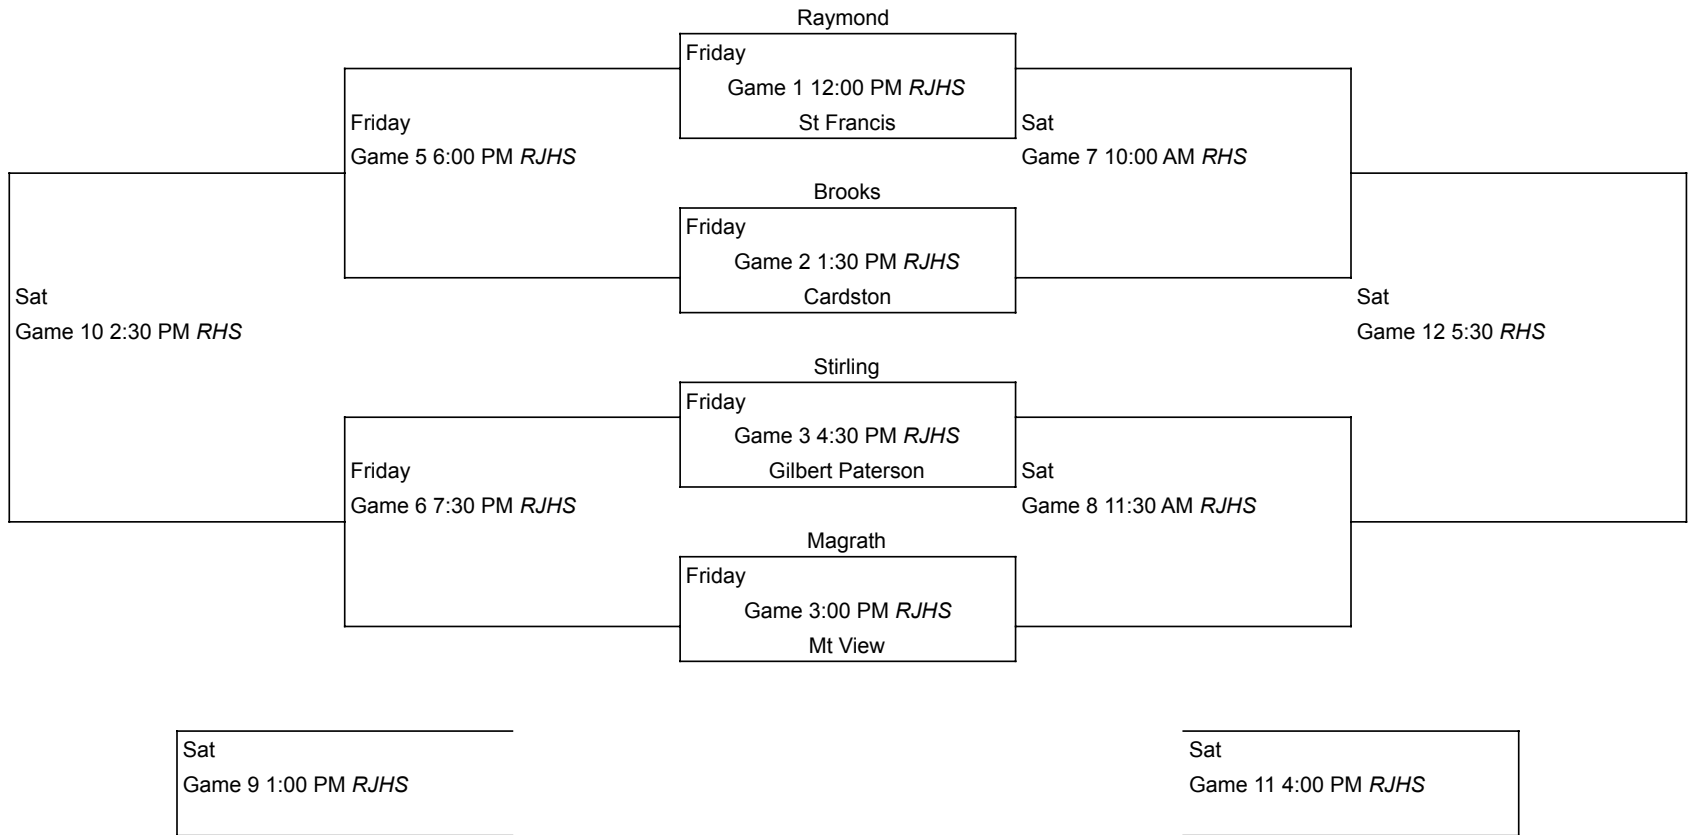 Raymond
Friday
Game 1 12:00 PM RJHS
St Francis
Friday
Game 5 6:00 PM RJHS
Sat
Game 7 10:00 AM RHS
Brooks
Friday
Game 2 1:30 PM RJHS
Cardston
Sat
Game 10 2:30 PM RHS
Sat
Game 12 5:30 RHS
Stirling
Friday
Game 3 4:30 PM RJHS
Gilbert Paterson
Friday
Game 6 7:30 PM RJHS
Sat
Game 8 11:30 AM RJHS
Magrath
Friday
Game 3:00 PM RJHS
Mt View
Sat
Game 9 1:00 PM RJHS
Sat
Game 11 4:00 PM RJHS